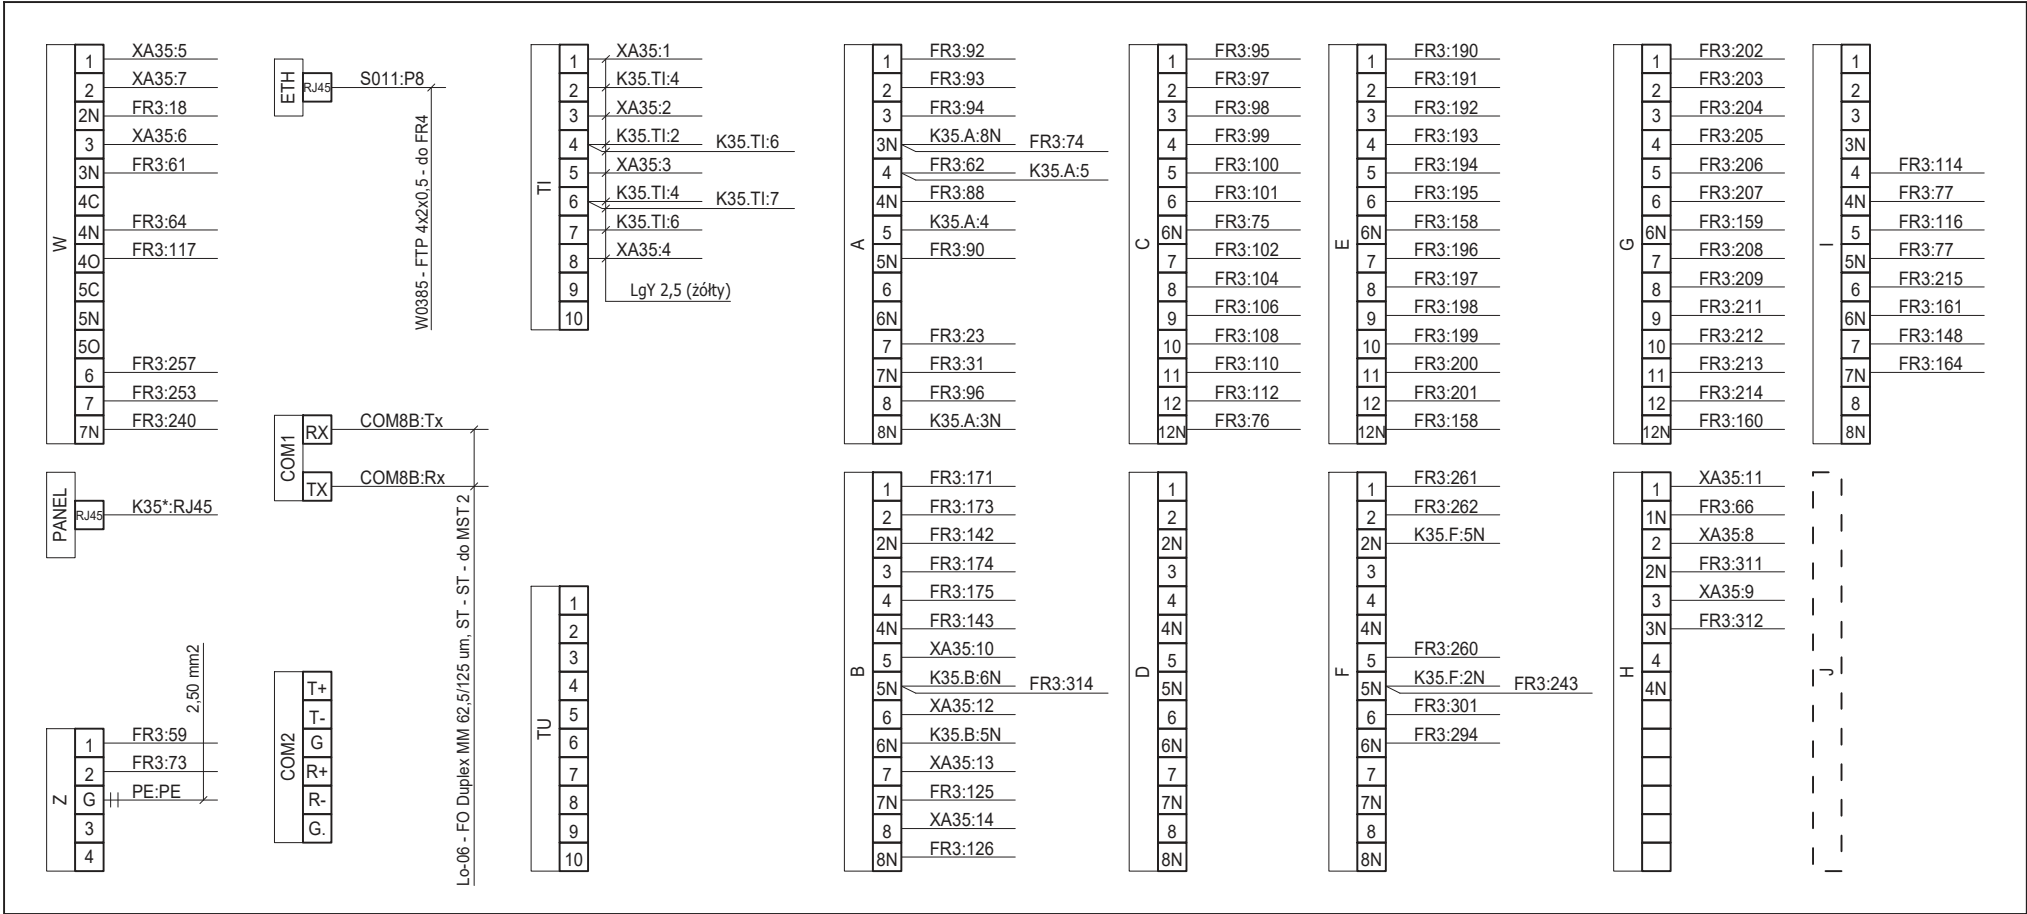 W
1 XA35:5
2 XA35:7
2N FR3:18
3 XA35:6
3N FR3:61
4C
4N FR3:64
4O FR3:117
5C
5N
5O
6 FR3:257
7 FR3:253
7N FR3:240
PANEL
RJ45 K35*:RJ45
Z
1 FR3:59
2 FR3:73
G PE:PE
3
4
2,50 mm2
ETH
RJ45 S011:P8
W0385 - FTP 4x2x0,5 - do FR4
COM1
RX COM8B:Tx
TX COM8B:Rx
Lo-06 - FO Duplex MM 62,5/125 um, ST - ST - do MST 2
COM2
T+
T-
G
R+
R-
G.
TI
1 XA35:1
2 K35.TI:4
3 XA35:2
4 K35.TI:2 K35.TI:6
5 XA35:3
6 K35.TI:4 K35.TI:7
7 K35.TI:6
8 XA35:4
9
10
LgY 2,5 (żółty)
TU
1
2
3
4
5
6
7
8
9
10
A
1 FR3:92
2 FR3:93
3 FR3:94
3N K35.A:8N FR3:74
4 FR3:62 K35.A:5
4N FR3:88
5 K35.A:4
5N FR3:90
6
6N
7 FR3:23
7N FR3:31
8 FR3:96
8N K35.A:3N
B
1 FR3:171
2 FR3:173
2N FR3:142
3 FR3:174
4 FR3:175
4N FR3:143
5 XA35:10
5N K35.B:6N FR3:314
6 XA35:12
6N K35.B:5N
7 XA35:13
7N FR3:125
8 XA35:14
8N FR3:126
C
1 FR3:95
2 FR3:97
3 FR3:98
4 FR3:99
5 FR3:100
6 FR3:101
6N FR3:75
7 FR3:102
8 FR3:104
9 FR3:106
10 FR3:108
11 FR3:110
12 FR3:112
12N FR3:76
D
1
2
2N
3
4
4N
5
5N
6
6N
7
7N
8
8N
E
1 FR3:190
2 FR3:191
3 FR3:192
4 FR3:193
5 FR3:194
6 FR3:195
6N FR3:158
7 FR3:196
8 FR3:197
9 FR3:198
10 FR3:199
11 FR3:200
12 FR3:201
12N FR3:158
F
1 FR3:261
2 FR3:262
2N K35.F:5N
3
4
4N
5 FR3:260
5N K35.F:2N FR3:243
6 FR3:301
6N FR3:294
7
7N
8
8N
G
1 FR3:202
2 FR3:203
3 FR3:204
4 FR3:205
5 FR3:206
6 FR3:207
6N FR3:159
7 FR3:208
8 FR3:209
9 FR3:211
10 FR3:212
11 FR3:213
12 FR3:214
12N FR3:160
H
1 XA35:11
1N FR3:66
2 XA35:8
2N FR3:311
3 XA35:9
3N FR3:312
4
4N
I
1
2
3
3N
4 FR3:114
4N FR3:77
5 FR3:116
5N FR3:77
6 FR3:215
6N FR3:161
7 FR3:148
7N FR3:164
8
8N
J